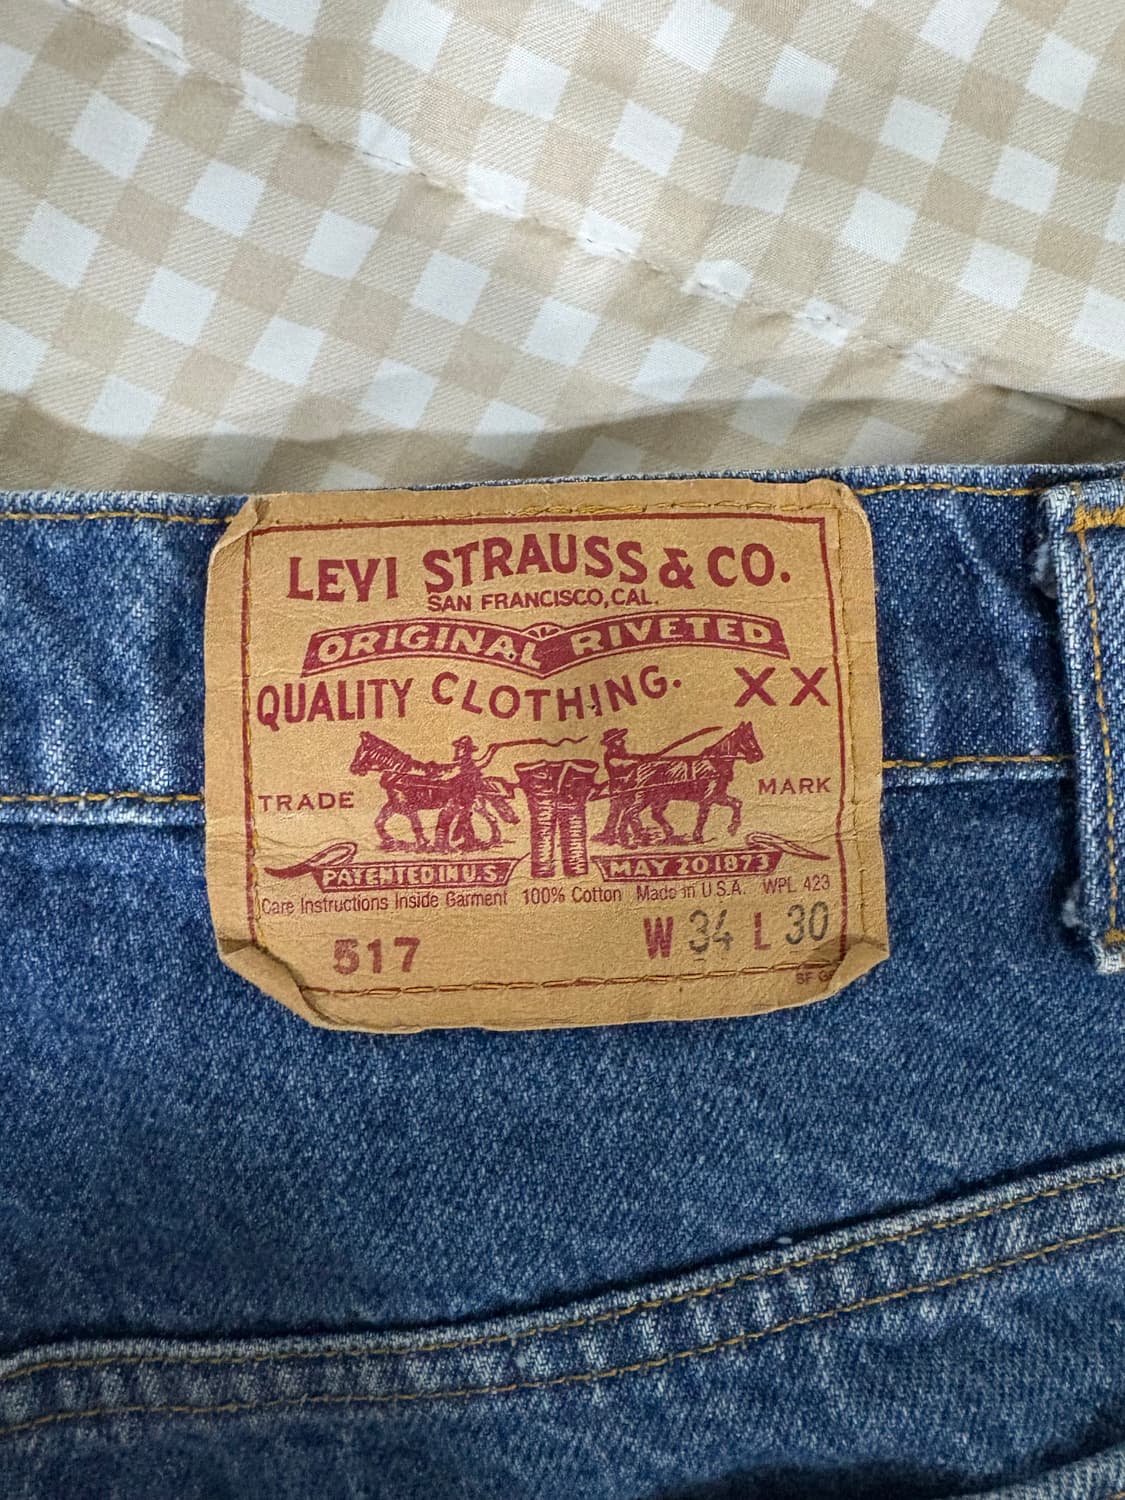 LEVI STRAUSS & CO.
SAN FRANCISCO, CAL.
ORIGINAL RIVETED
QUALITY CLOTHING. XX
TRADE MARK
PATENTED IN U.S. MAY 20 1873
Care Instructions Inside Garment 100% Cotton Made in U.S.A. WPL 423
517 W 34 L 30
SF